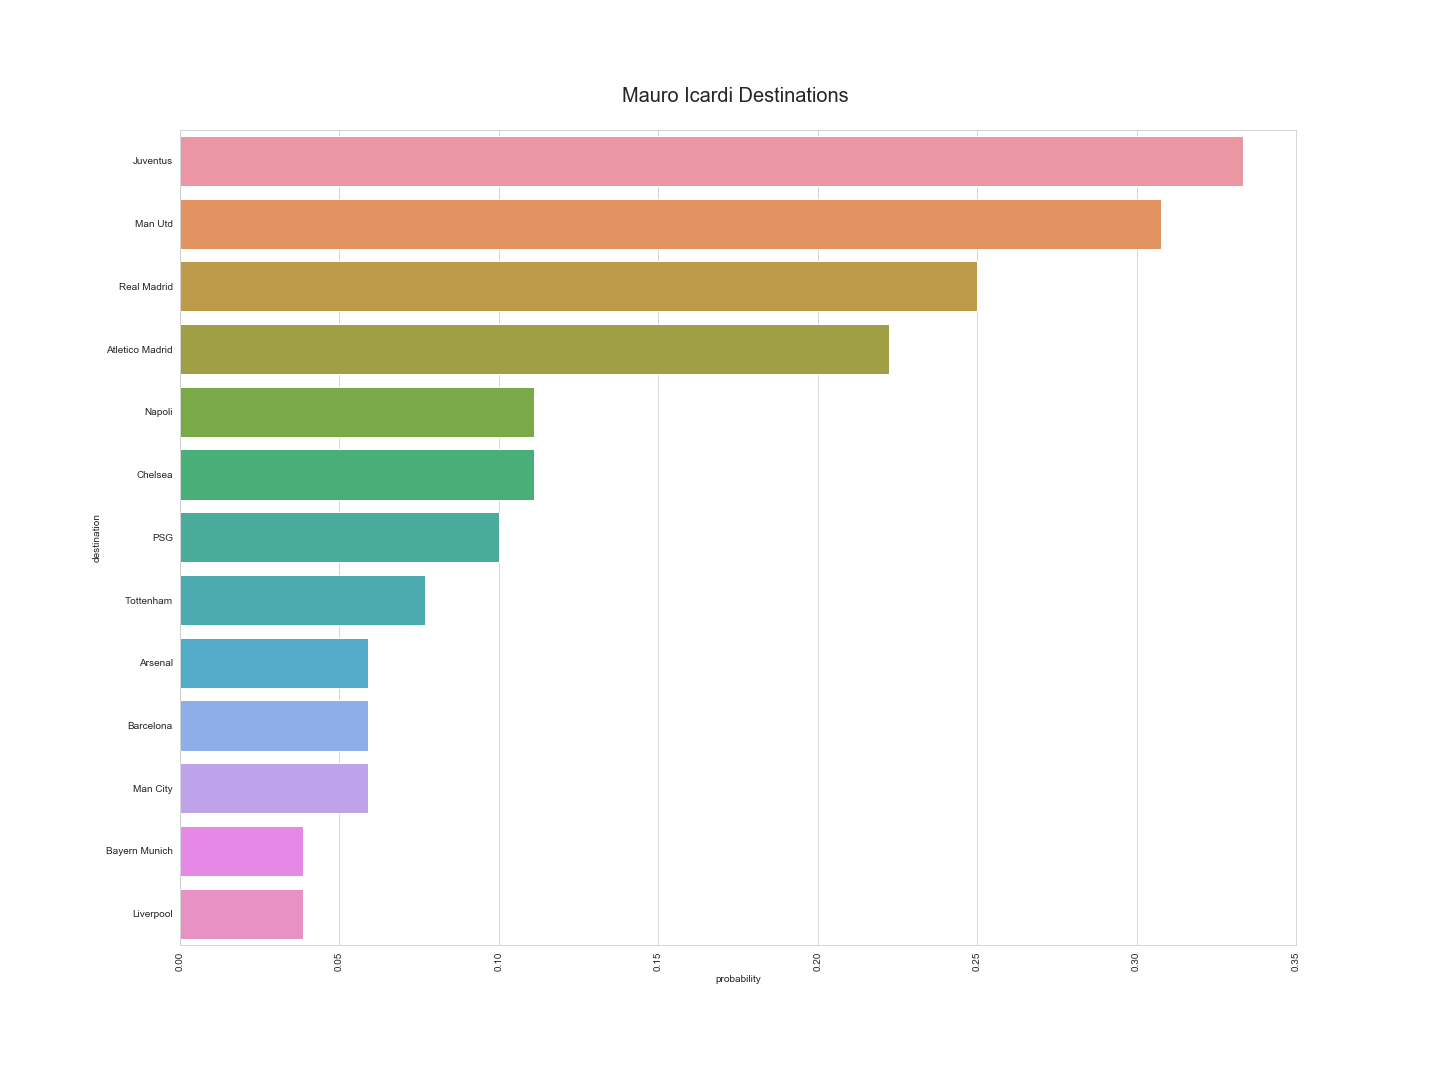 Mauro Icardi Destinations
Juventus
Man Utd
Real Madrid
Atletico Madrid
Napoli
Chelsea
PSG
Tottenham
Arsenal
Barcelona
Man City
Bayern Munich
Liverpool
destination
0.00
0.05
0.10
0.15
0.20
0.25
0.30
0.35
probability